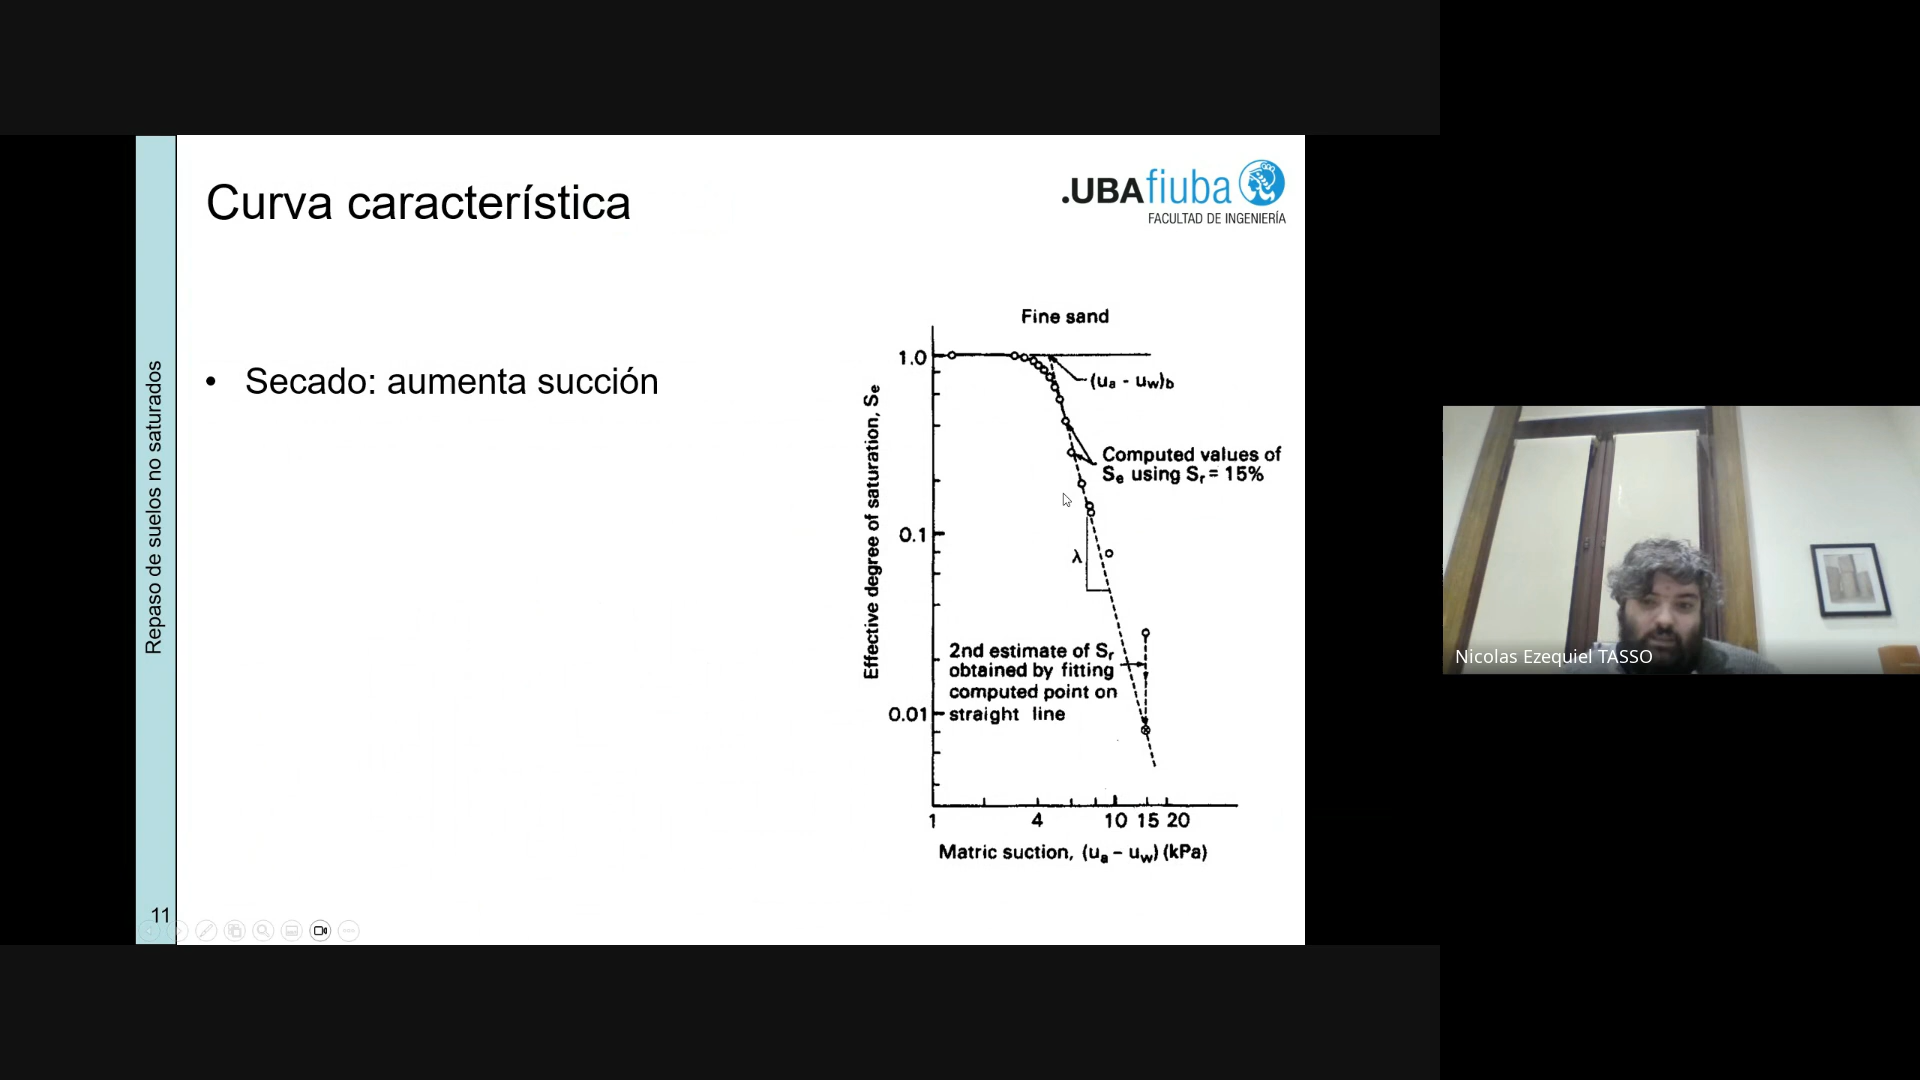 Curva característica
.UBAfiuba
FACULTAD DE INGENIERÍA
Repaso de suelos no saturados
• Secado: aumenta succión
Fine sand
1.0
(uₐ - u_w)_b
Effective degree of saturation, Sₑ
Computed values of
Sₑ using Sᵣ = 15%
0.1
λ
2nd estimate of Sᵣ
obtained by fitting
computed point on
straight line
0.01
1 4 10 15 20
Matric suction, (uₐ – u_w) (kPa)
11
Nicolas Ezequiel TASSO